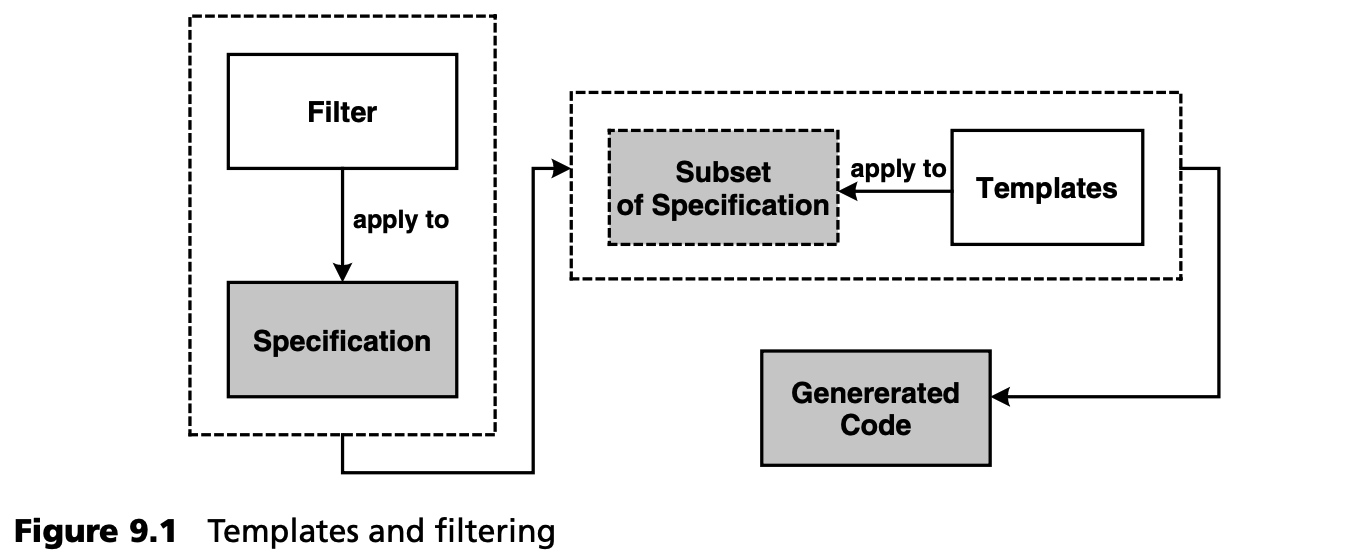 Filter
apply to
Specification
Subset
of Specification
apply to
Templates
Genererated
Code
Figure 9.1 Templates and filtering